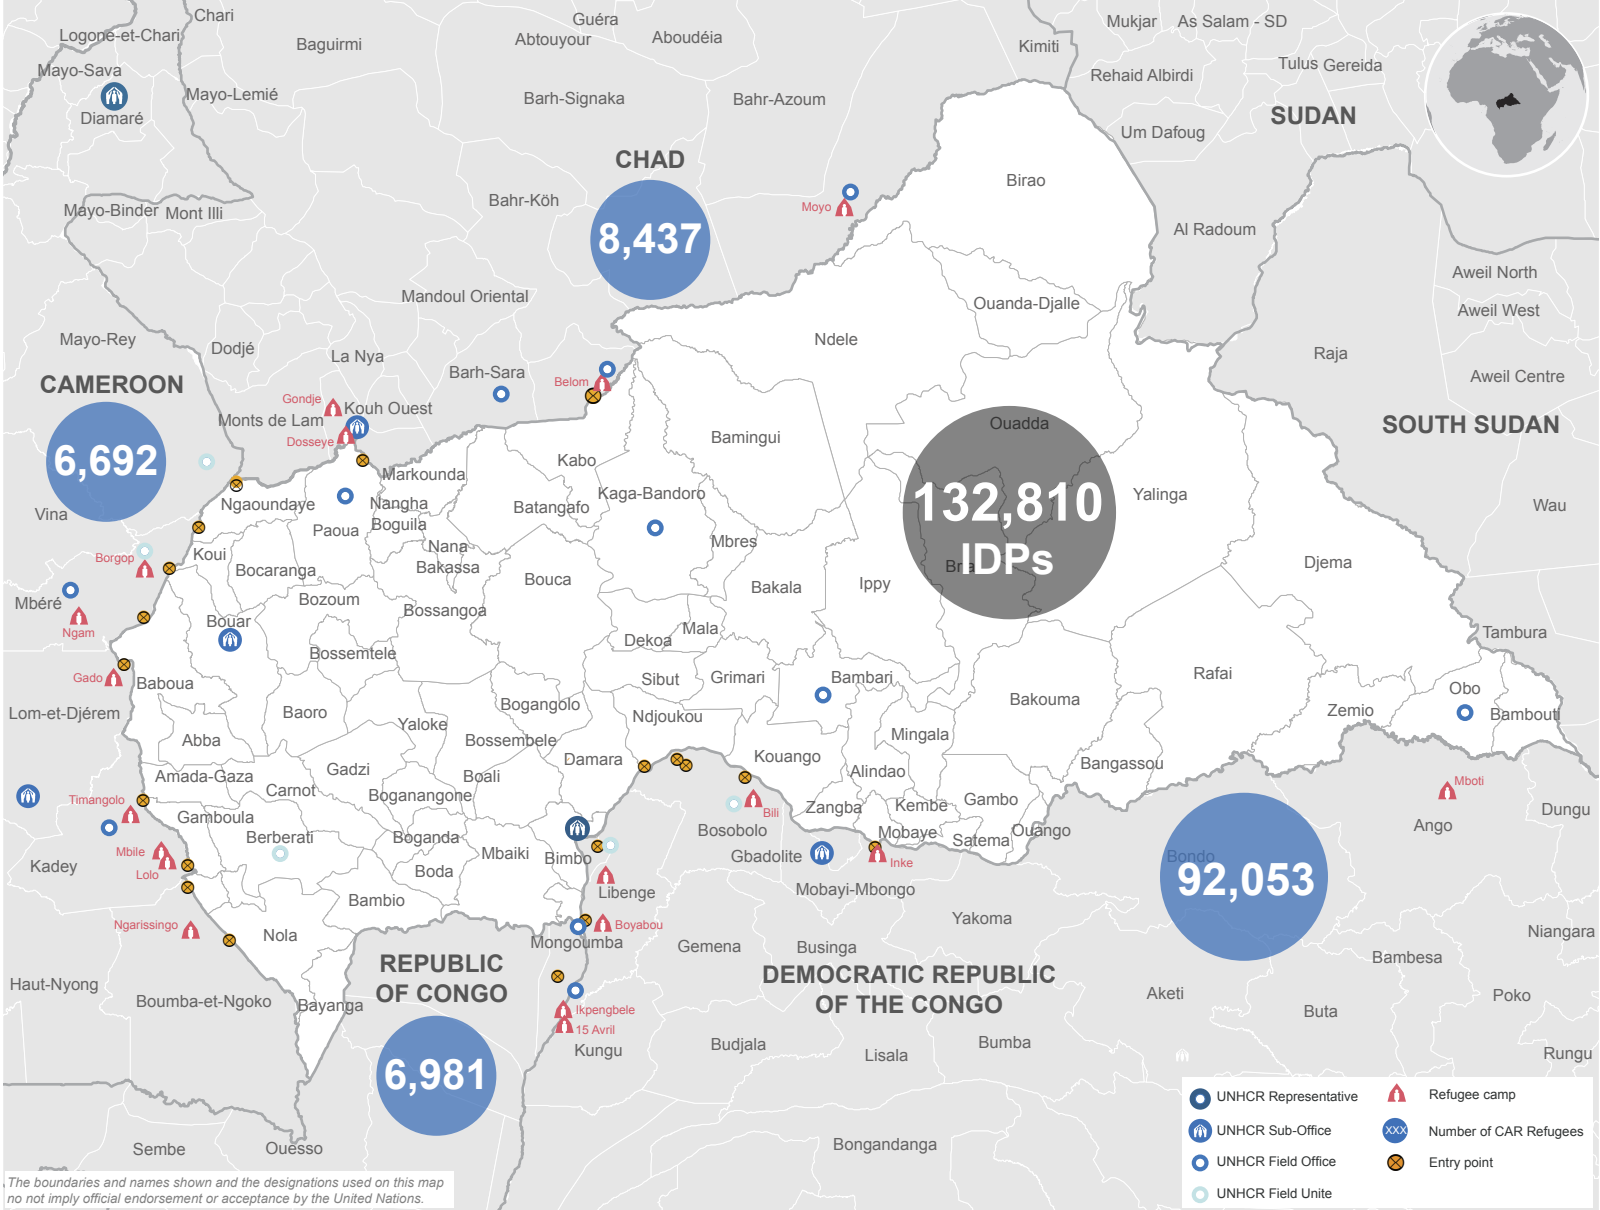 Chari
Guéra
Mukjar
As Salam - SD
Logone-et-Chari
Baguirmi
Abtouyour
Aboudéia
Kimiti
Mayo-Sava
Rehaid Albirdi
Tulus
Gereida
Diamaré
Mayo-Lemié
Barh-Signaka
Bahr-Azoum
SUDAN
Um Dafoug
CHAD
Birao
Bahr-Köh
Moyo
Mayo-Binder
Mont Illi
8,437
Al Radoum
Aweil North
Mandoul Oriental
Ouanda-Djalle
Aweil West
Mayo-Rey
Dodjé
La Nya
Ndele
Raja
CAMEROON
Barh-Sara
Belom
Aweil Centre
Gondje
Kouh Ouest
Monts de Lam
Dosseye
Ouadda
SOUTH SUDAN
6,692
Bamingui
Markounda
Kabo
Ngaoundaye
Nangha
Boguila
Kaga-Bandoro
132,810
IDPs
Yalinga
Vina
Paoua
Batangafo
Wau
Koui
Nana
Bakassa
Mbres
Borgop
Bocaranga
Bouca
Bakala
Ippy
Bria
Djema
Mbéré
Bozoum
Bossangoa
Ngam
Bouar
Dekoa
Mala
Tambura
Bossemtele
Gado
Baboua
Sibut
Grimari
Bambari
Rafai
Obo
Lom-et-Djérem
Baoro
Bogangolo
Bakouma
Ndjoukou
Zemio
Bambouti
Abba
Yaloke
Bossembele
Mingala
Damara
Kouango
Amada-Gaza
Gadzi
Boali
Alindao
Bangassou
Carnot
Boganangone
Timangolo
Zangba
Kembe
Gambo
Mboti
Gamboula
Bili
Dungu
Berberati
Boganda
Bosobolo
Mobaye
Satema
Ouango
Ango
Mbile
Mbaiki
Bimbo
Gbadolite
Inke
Bondo
Kadey
Lolo
Boda
92,053
Libenge
Mobayi-Mbongo
Bambio
Ngarissingo
Boyabou
Yakoma
Nola
Mongoumba
Gemena
Businga
Niangara
REPUBLIC
OF CONGO
Bambesa
DEMOCRATIC REPUBLIC
OF THE CONGO
Haut-Nyong
Boumba-et-Ngoko
Bayanga
Aketi
Poko
Ikpengbele
Buta
15 Avril
Kungu
Budjala
Lisala
Bumba
Rungu
6,981
Sembe
Ouesso
Bongandanga
UNHCR Representative
Refugee camp
UNHCR Sub-Office
XXX
Number of CAR Refugees
UNHCR Field Office
Entry point
UNHCR Field Unite
The boundaries and names shown and the designations used on this map
no not imply official endorsement or acceptance by the United Nations.